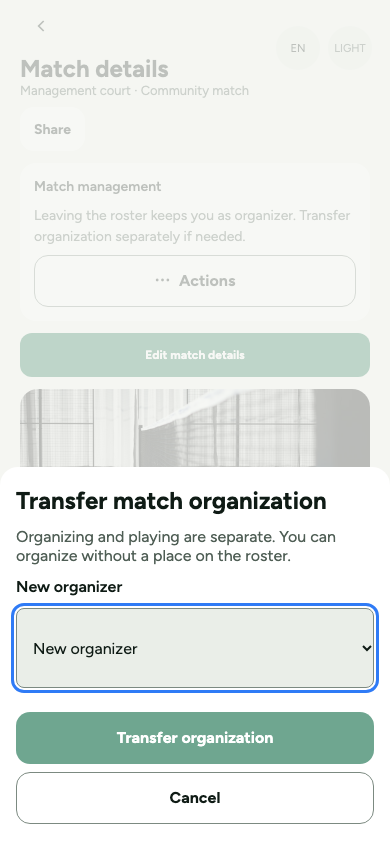 EN
LIGHT
Match details
Management court · Community match
Share
Match management
Leaving the roster keeps you as organizer. Transfer
organization separately if needed.
··· Actions
Edit match details
Transfer match organization
Organizing and playing are separate. You can
organize without a place on the roster.
New organizer
New organizer
Transfer organization
Cancel